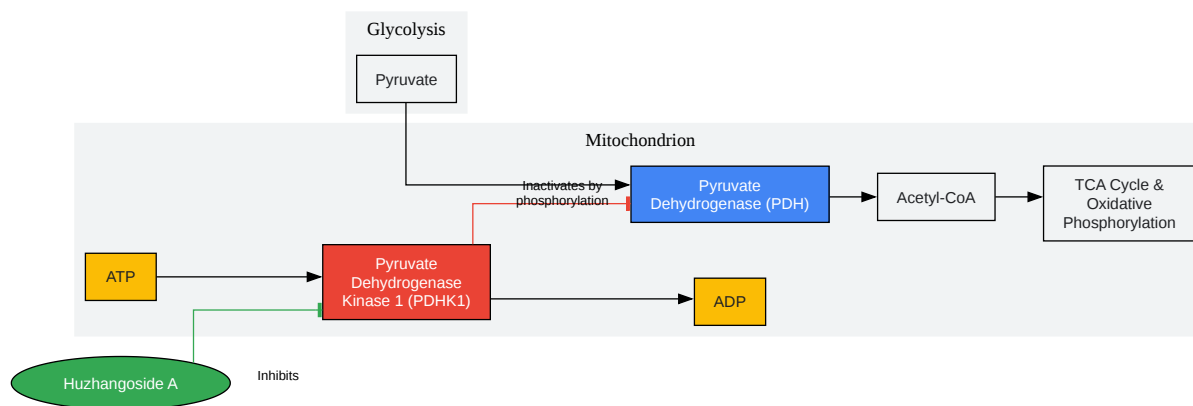 Glycolysis
Pyruvate
Mitochondrion
Inactivates by
phosphorylation
Pyruvate
Dehydrogenase (PDH)
Acetyl-CoA
TCA Cycle &
Oxidative
Phosphorylation
ATP
Pyruvate
Dehydrogenase
Kinase 1 (PDHK1)
ADP
Huzhangoside A
Inhibits